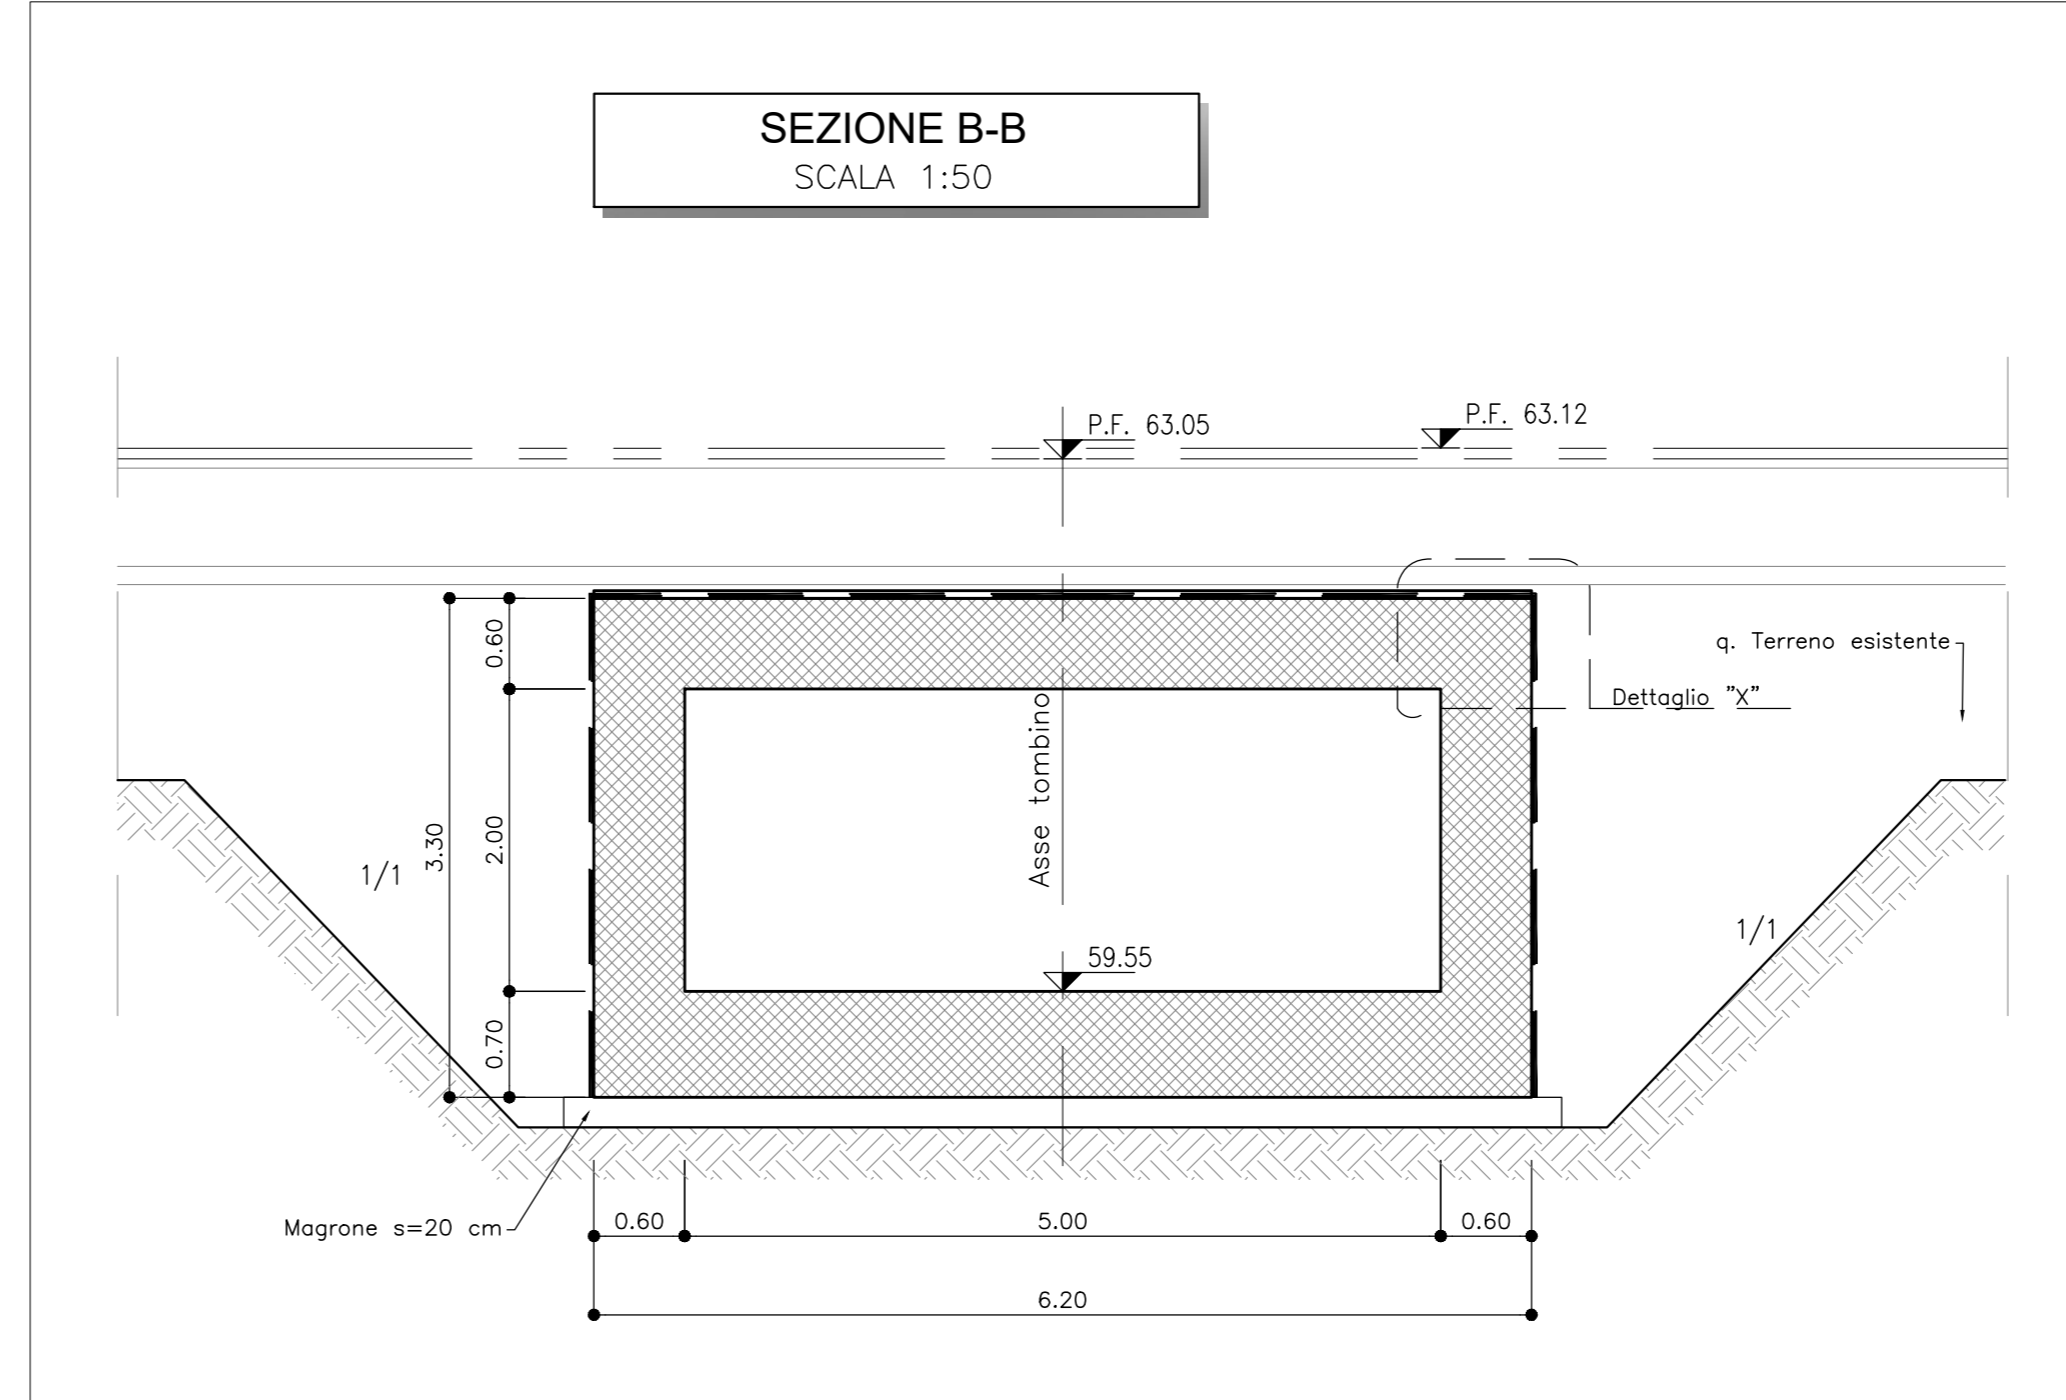 SEZIONE B-B
SCALA 1:50
P.F. 63.05
P.F. 63.12
0.60
q. Terreno esistente
Dettaglio "X"
Asse tombino
3.30
2.00
1/1
1/1
59.55
0.70
Magrone s=20 cm
0.60
5.00
0.60
6.20